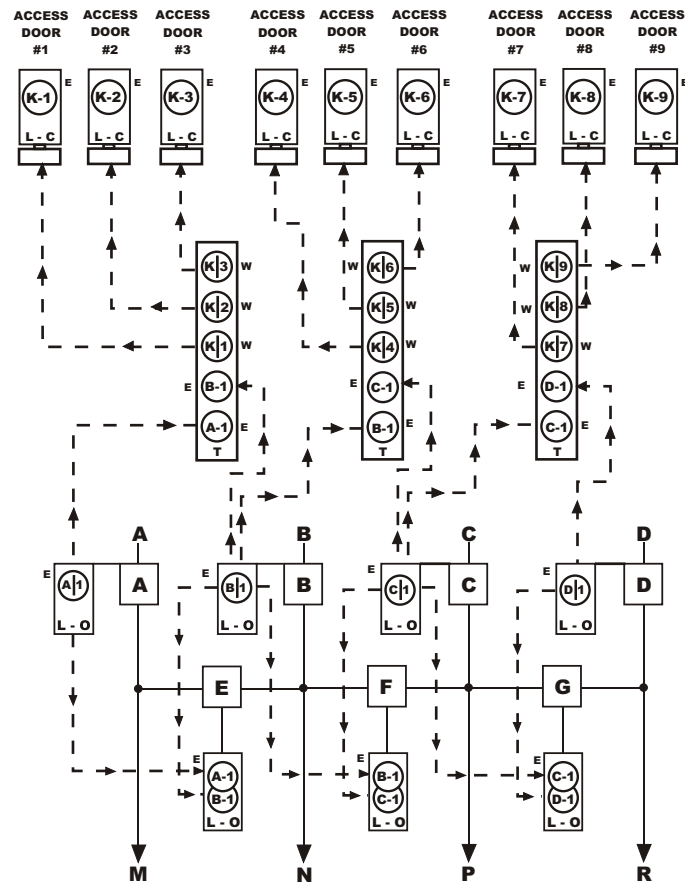 ACCESS DOOR #1
ACCESS DOOR #2
ACCESS DOOR #3
ACCESS DOOR #4
ACCESS DOOR #5
ACCESS DOOR #6
ACCESS DOOR #7
ACCESS DOOR #8
ACCESS DOOR #9
K-1 E
L - C
K-2 E
L - C
K-3 E
L - C
K-4 E
L - C
K-5 E
L - C
K-6 E
L - C
K-7 E
L - C
K-8 E
L - C
K-9 E
L - C
K 3 W
K 2 W
K 1 W
E B-1
A-1 E
T
W K 6
K 5 W
K 4 W
E C-1
B-1 E
T
W K 9
W K 8
K 7 W
E D-1
C-1 E
T
A
B
C
D
E A 1
L - O
A
E B 1
L - O
B
E C 1
L - O
C
E D 1
L - O
D
E
F
G
E
A-1
B-1
L - O
E
B-1
C-1
L - O
E
C-1
D-1
L - O
M
N
P
R